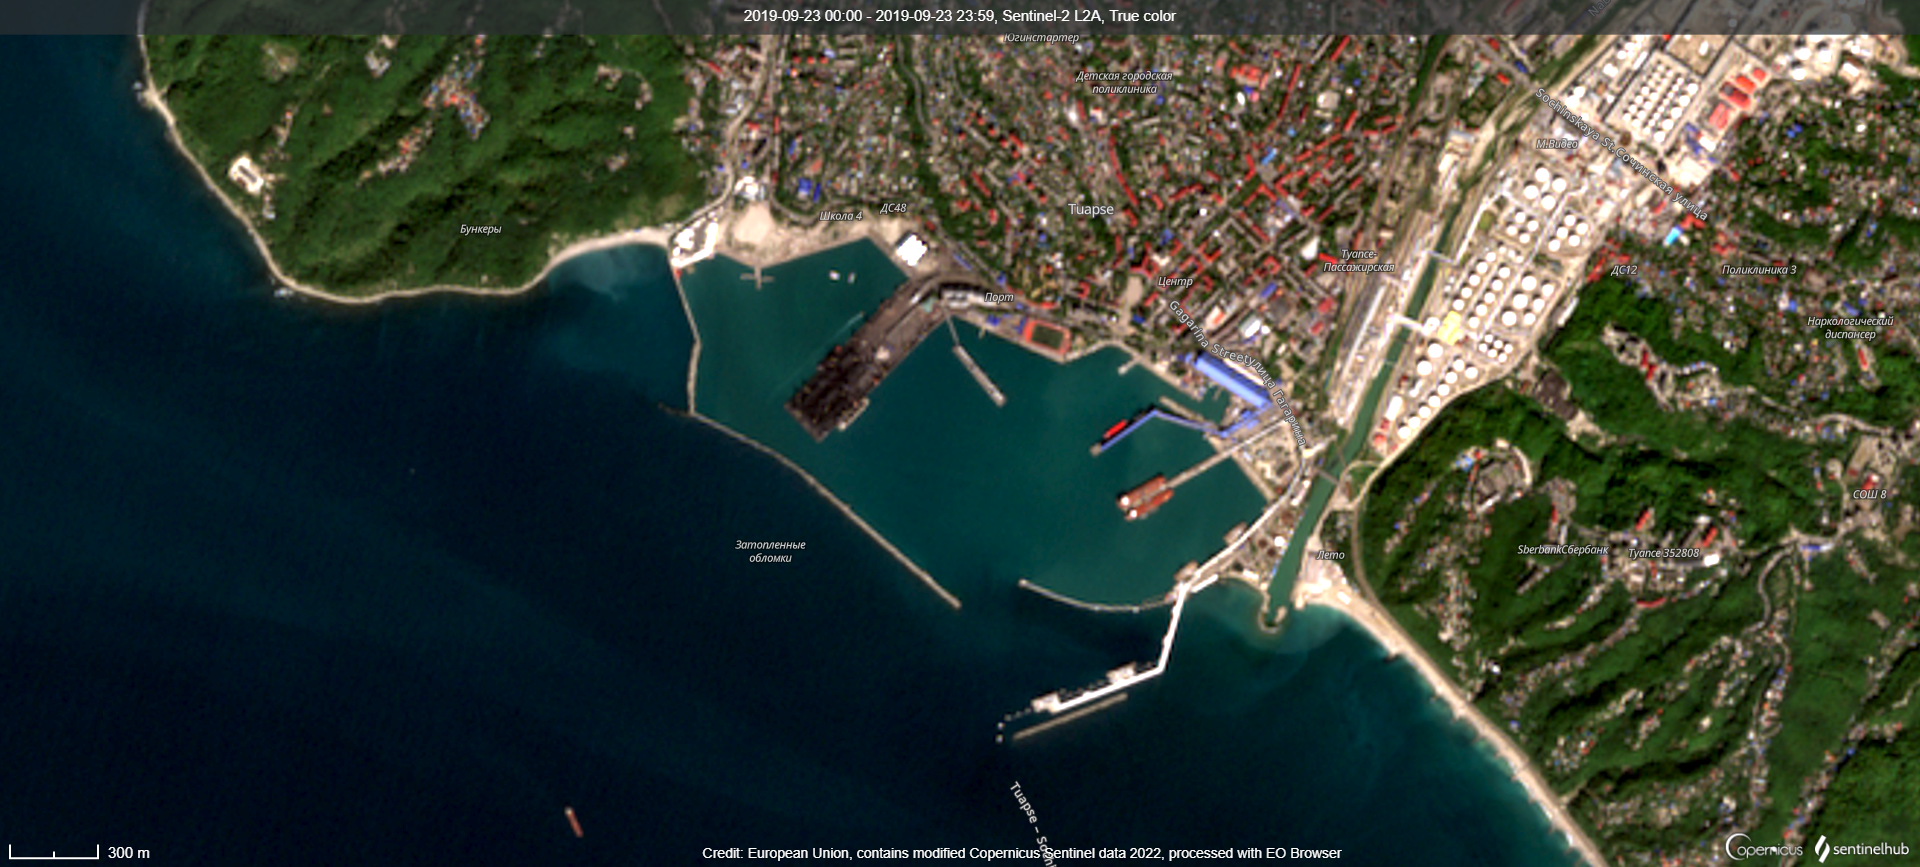 2019-09-23 00:00 - 2019-09-23 23:59, Sentinel-2 L2A, True color
Югинстартер
Детская городская
поликлиника
Sochinskaya St.Сочинская улица
М.Видео
Школа 4
ДС48
Tuapse
Бункеры
Туапсе-
Пассажирская
ДС12
Поликлиника 3
Центр
Порт
Gagarina Streetулица Гагарина
Наркологический
диспансер
СОШ 8
Затопленные
обломки
Лето
SberbankСбербанк
Туапсе 352808
Tuapse - Sochi
300 m
Credit: European Union, contains modified Copernicus Sentinel data 2022, processed with EO Browser
Copernicus
sentinelhub